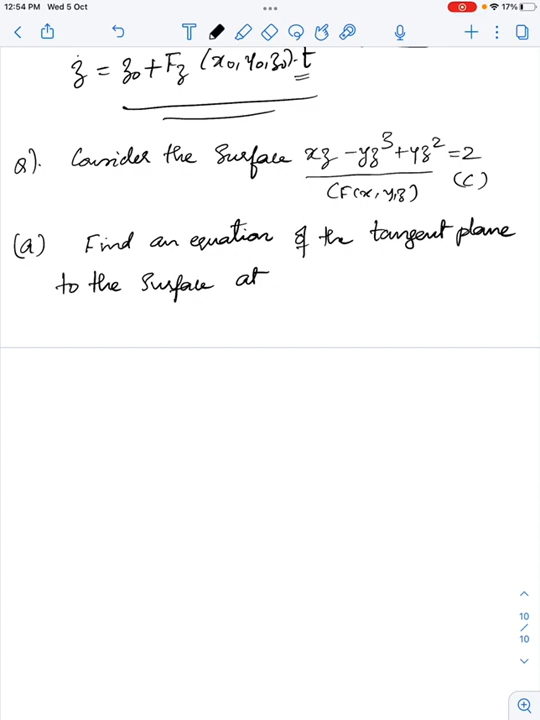 12:54 PM Wed 5 Oct
17%
z = z₀ + Fz (x₀, y₀, z₀)·t
Q). Consider the Surface xz - yz³ + yz² = 2
(F(x, y, z)) (C)
(a) Find an equation of the tangent plane
to the Surface at
T
10
/
10